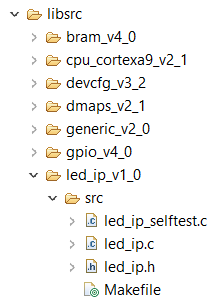 libsrc
bram_v4_0
cpu_cortexa9_v2_1
devcfg_v3_2
dmaps_v2_1
generic_v2_0
gpio_v4_0
led_ip_v1_0
src
led_ip_selftest.c
led_ip.c
led_ip.h
Makefile